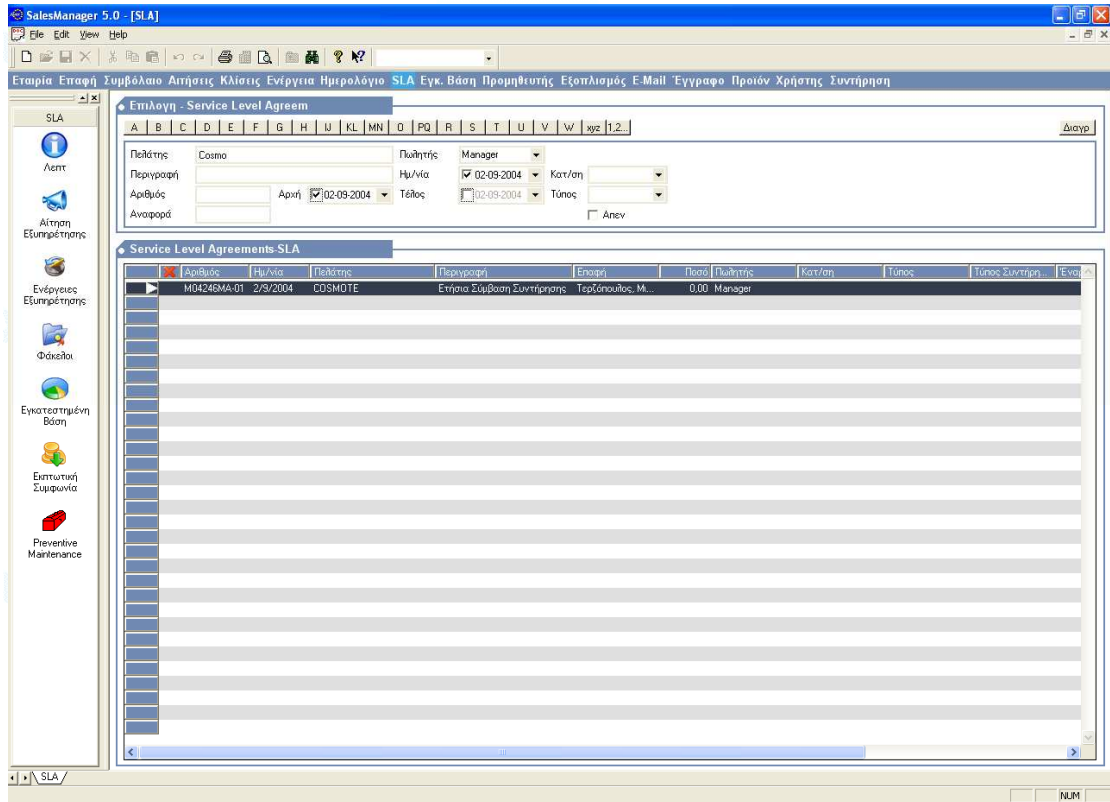 SalesManager 5.0 - [SLA]
File Edit View Help
Εταιρία Επαφή Συμβόλαιο Αιτήσεις Κλίσεις Ενέργεια Ημερολόγιο SLA Εγκ. Βάση Προμηθευτής Εξοπλισμός E-Mail Έγγραφο Προϊόν Χρήστης Συντήρηση
SLA
Λεπτ
Αίτηση
Εξυπηρέτησης
Ενέργειες
Εξυπηρέτησης
Φάκελοι
Εγκατεστημένη
Βάση
Εκπτωτική
Συμφωνία
Preventive
Maintenance
Επιλογη - Service Level Agreem
A B C D E F G H IJ KL MN O PQ R S T U V W xyz 1,2... Διαγρ
Πελάτης Cosmo Πωλητής Manager
Περιγραφή Ημ/νία 02-09-2004 Κατ/ση
Αριθμός Αρχή 02-09-2004 Τέλος 02-09-2004 Τύπος
Αναφορά Απεν
Service Level Agreements-SLA
Αριθμός Ημ/νία Πελάτης Περιγραφή Επαφή Ποσό Πωλητής Κατ/ση Τύπος Τύπος Συντήρη... Έναρ
M04246MA-01 2/9/2004 COSMOTE Ετήσια Σύμβαση Συντήρησης Τερζόπουλος, Μι... 0,00 Manager
SLA
NUM